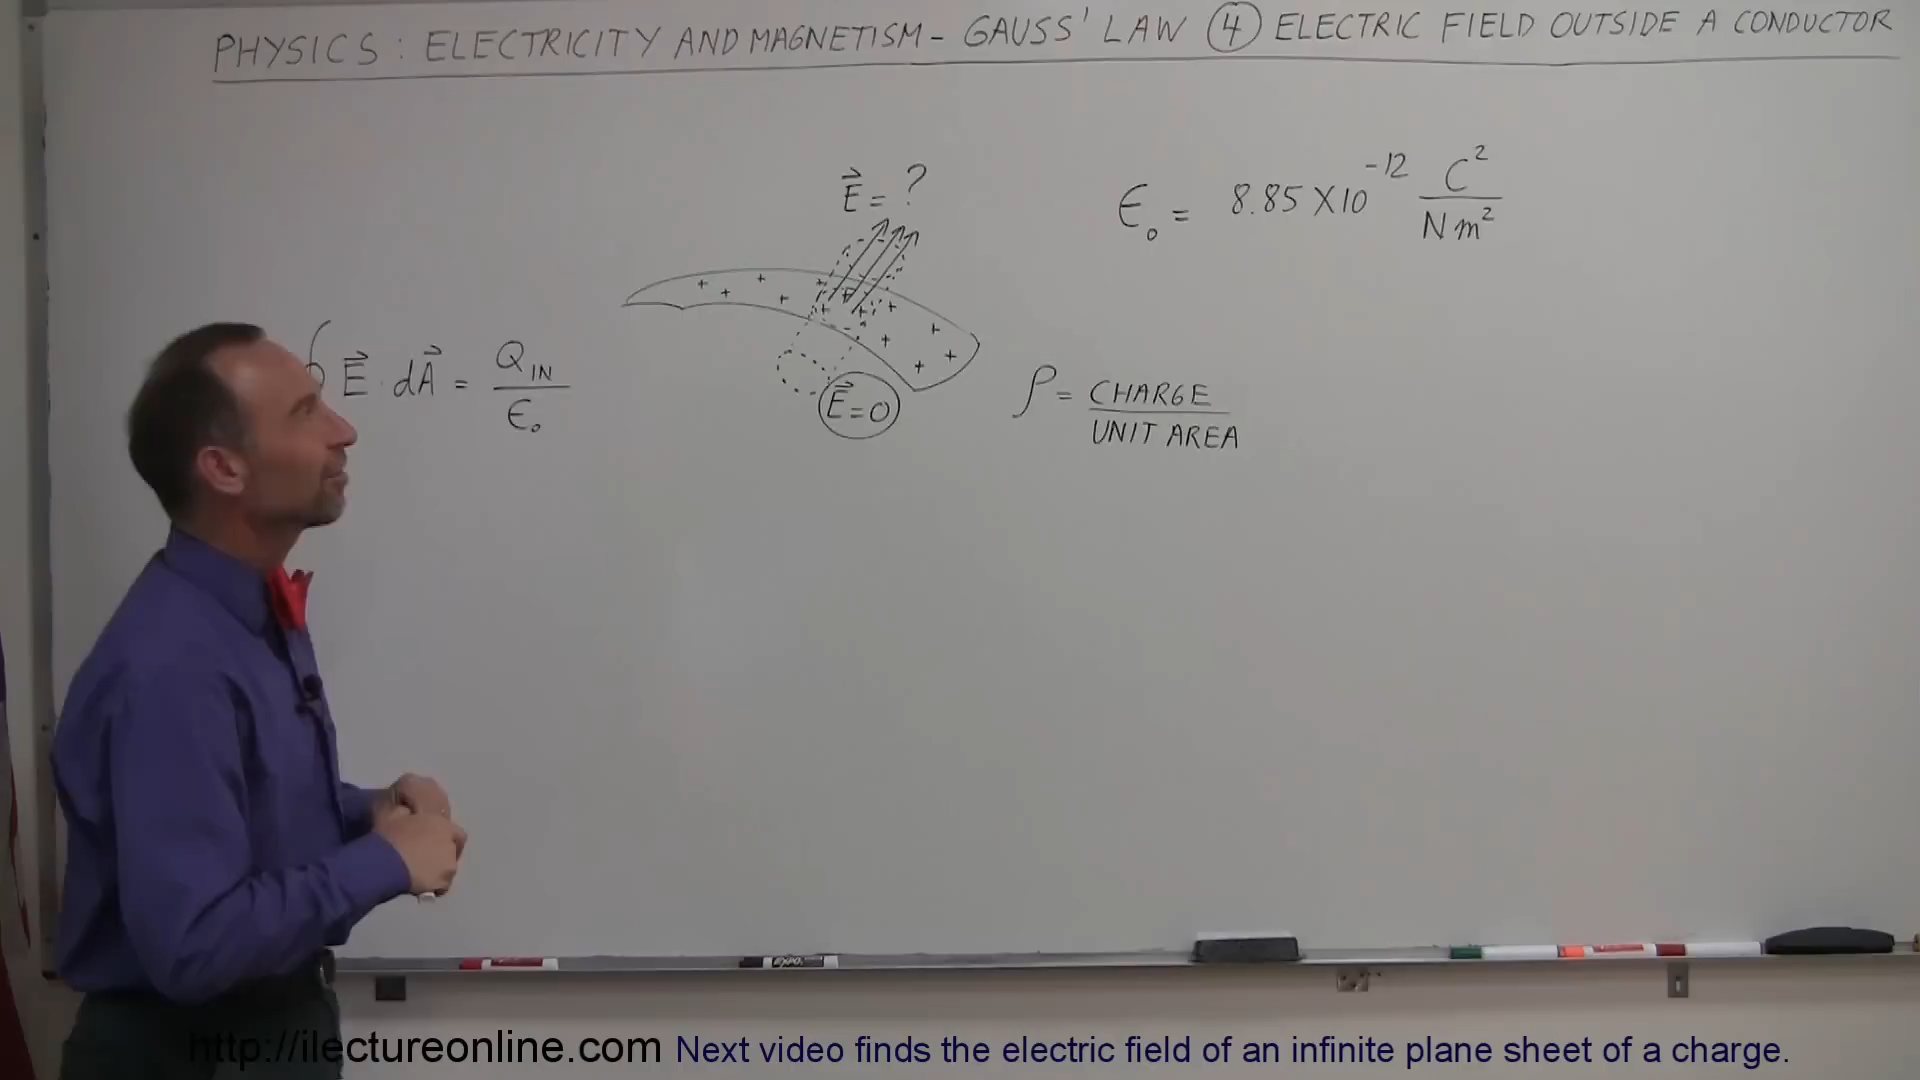 PHYSICS: ELECTRICITY AND MAGNETISM - GAUSS' LAW ④ ELECTRIC FIELD OUTSIDE A CONDUCTOR
E⃗ = ?
ϵ₀ = 8.85 X 10⁻¹² C² / N m²
∮ E⃗ · dA⃗ = Q_IN / ϵ₀
E⃗ = 0
ρ = CHARGE / UNIT AREA
http://ilectureonline.com Next video finds the electric field of an infinite plane sheet of a charge.